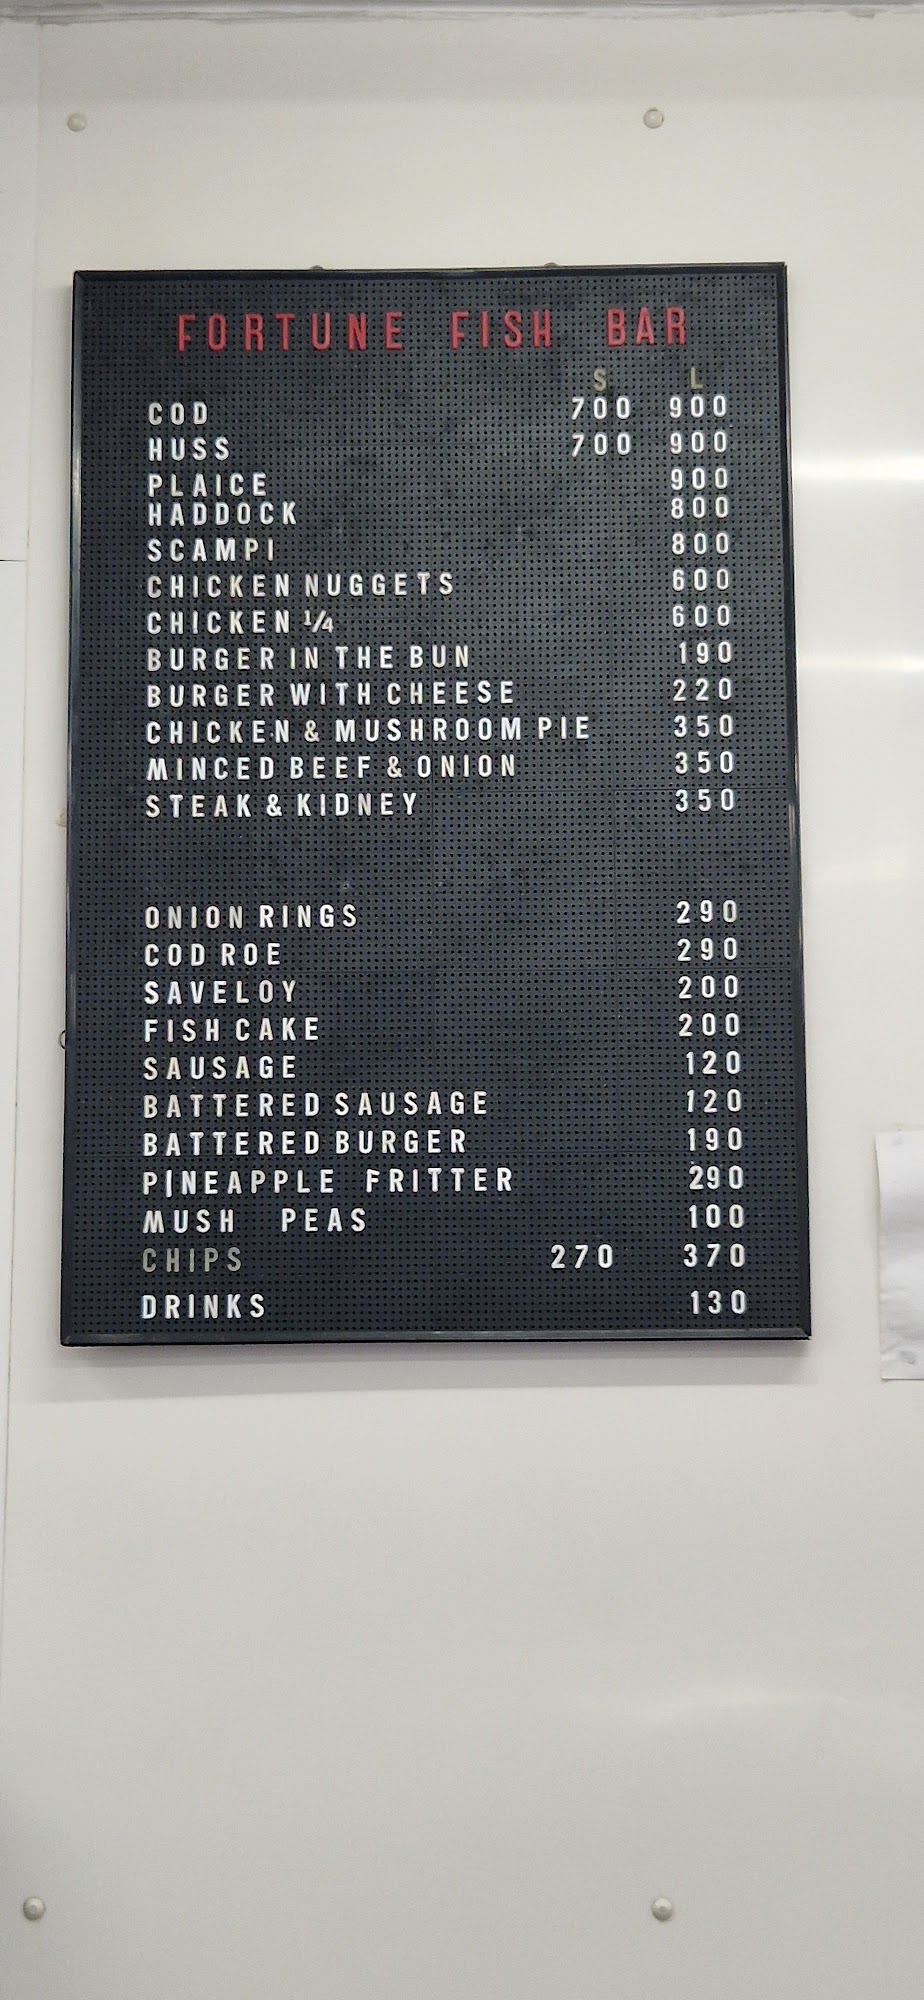 FORTUNE FISH BAR
S L
COD 700 900
HUSS 700 900
PLAICE 900
HADDOCK 800
SCAMPI 800
CHICKEN NUGGETS 600
CHICKEN ¼ 600
BURGER IN THE BUN 190
BURGER WITH CHEESE 220
CHICKEN & MUSHROOM PIE 350
MINCED BEEF & ONION 350
STEAK & KIDNEY 350
ONION RINGS 290
COD ROE 290
SAVELOY 200
FISH CAKE 200
SAUSAGE 120
BATTERED SAUSAGE 120
BATTERED BURGER 190
PINEAPPLE FRITTER 290
MUSH PEAS 100
CHIPS 270 370
DRINKS 130